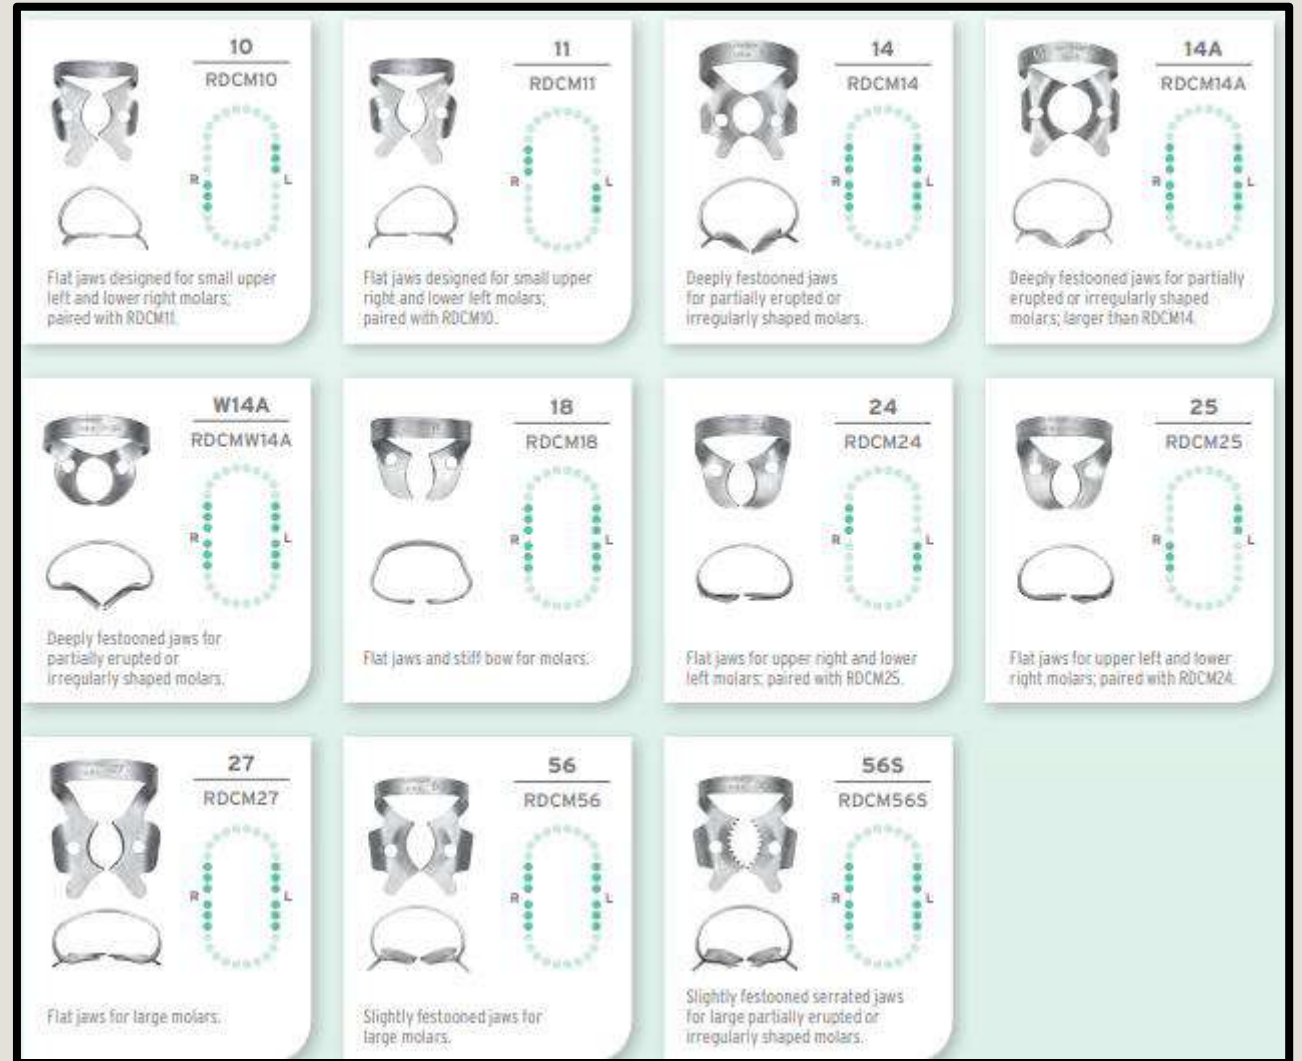 10
RDCM10
R
L
Flat jaws designed for small upper
left and lower right molars;
paired with RDCM11.
11
RDCM11
R
L
Flat jaws designed for small upper
right and lower left molars;
paired with RDCM10.
14
RDCM14
R
L
Deeply festooned jaws
for partially erupted or
irregularly shaped molars.
14A
RDCM14A
R
L
Deeply festooned jaws for partially
erupted or irregularly shaped
molars; larger than RDCM14.
W14A
RDCMW14A
R
L
Deeply festooned jaws for
partially erupted or
irregularly shaped molars.
18
RDCM18
R
L
Flat jaws and stiff bow for molars.
24
RDCM24
R
L
Flat jaws for upper right and lower
left molars; paired with RDCM25.
25
RDCM25
R
L
Flat jaws for upper left and lower
right molars; paired with RDCM24.
27
RDCM27
R
L
Flat jaws for large molars.
56
RDCM56
R
L
Slightly festooned jaws for
large molars.
56S
RDCM56S
R
L
Slightly festooned serrated jaws
for large partially erupted or
irregularly shaped molars.